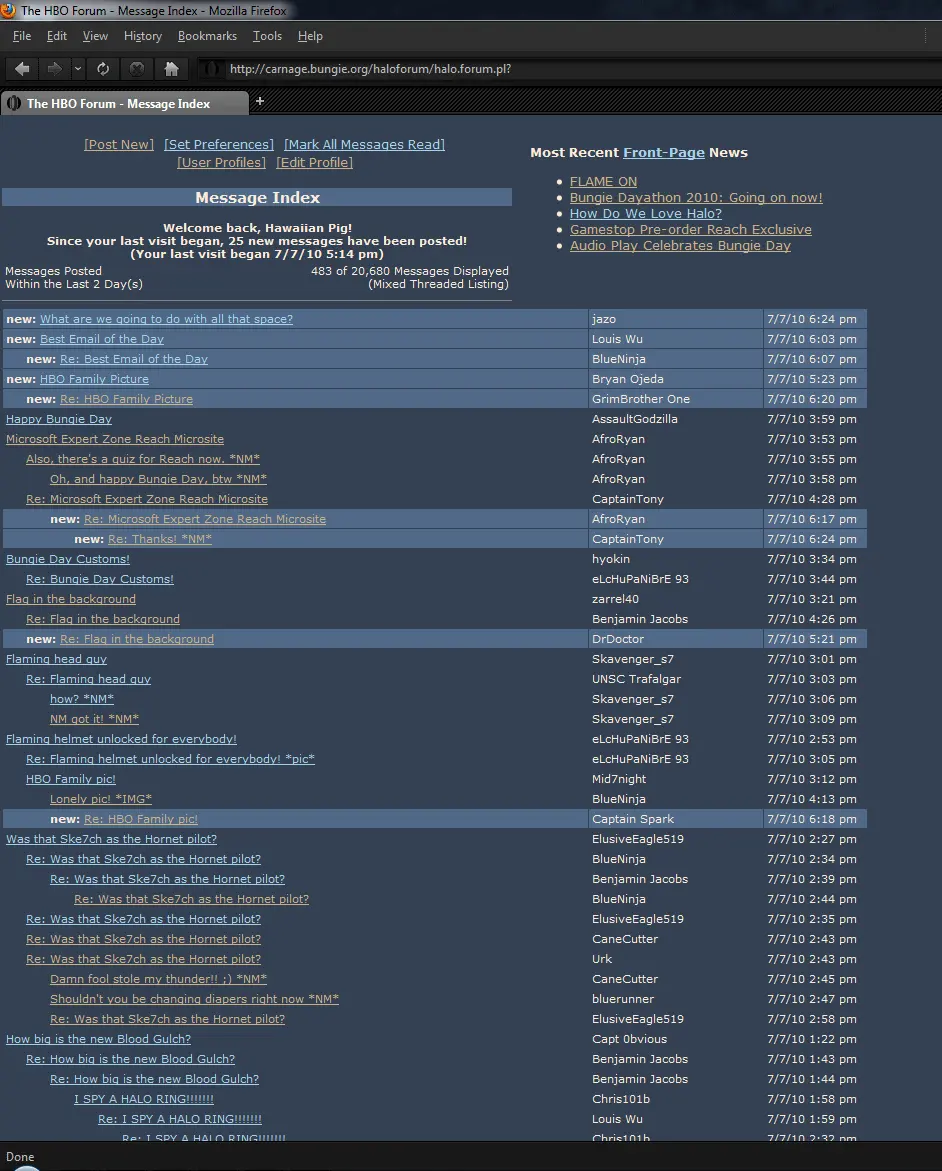 The HBO Forum - Message Index - Mozilla Firefox
File Edit View History Bookmarks Tools Help
http://carnage.bungie.org/haloforum/halo.forum.pl?
The HBO Forum - Message Index +
[Post New] [Set Preferences] [Mark All Messages Read]
[User Profiles] [Edit Profile]
Message Index
Welcome back, Hawaiian Pig!
Since your last visit began, 25 new messages have been posted!
(Your last visit began 7/7/10 5:14 pm)
Messages Posted 483 of 20,680 Messages Displayed
Within the Last 2 Day(s) (Mixed Threaded Listing)
Most Recent Front-Page News
• FLAME ON
• Bungie Dayathon 2010: Going on now!
• How Do We Love Halo?
• Gamestop Pre-order Reach Exclusive
• Audio Play Celebrates Bungie Day
new: What are we going to do with all that space? jazo 7/7/10 6:24 pm
new: Best Email of the Day Louis Wu 7/7/10 6:03 pm
new: Re: Best Email of the Day BlueNinja 7/7/10 6:07 pm
new: HBO Family Picture Bryan Ojeda 7/7/10 5:23 pm
new: Re: HBO Family Picture GrimBrother One 7/7/10 6:20 pm
Happy Bungie Day AssaultGodzilla 7/7/10 3:59 pm
Microsoft Expert Zone Reach Microsite AfroRyan 7/7/10 3:53 pm
Also, there's a quiz for Reach now. *NM* AfroRyan 7/7/10 3:55 pm
Oh, and happy Bungie Day, btw *NM* AfroRyan 7/7/10 3:58 pm
Re: Microsoft Expert Zone Reach Microsite CaptainTony 7/7/10 4:28 pm
new: Re: Microsoft Expert Zone Reach Microsite AfroRyan 7/7/10 6:17 pm
new: Re: Thanks! *NM* CaptainTony 7/7/10 6:24 pm
Bungie Day Customs! hyokin 7/7/10 3:34 pm
Re: Bungie Day Customs! eLcHuPaNiBrE 93 7/7/10 3:44 pm
Flag in the background zarrel40 7/7/10 3:21 pm
Re: Flag in the background Benjamin Jacobs 7/7/10 4:26 pm
new: Re: Flag in the background DrDoctor 7/7/10 5:21 pm
Flaming head guy Skavenger_s7 7/7/10 3:01 pm
Re: Flaming head guy UNSC Trafalgar 7/7/10 3:03 pm
how? *NM* Skavenger_s7 7/7/10 3:06 pm
NM got it! *NM* Skavenger_s7 7/7/10 3:09 pm
Flaming helmet unlocked for everybody! eLcHuPaNiBrE 93 7/7/10 2:53 pm
Re: Flaming helmet unlocked for everybody! *pic* eLcHuPaNiBrE 93 7/7/10 3:05 pm
HBO Family pic! Mid7night 7/7/10 3:12 pm
Lonely pic! *IMG* BlueNinja 7/7/10 4:13 pm
new: Re: HBO Family pic! Captain Spark 7/7/10 6:18 pm
Was that Ske7ch as the Hornet pilot? ElusiveEagle519 7/7/10 2:27 pm
Re: Was that Ske7ch as the Hornet pilot? BlueNinja 7/7/10 2:34 pm
Re: Was that Ske7ch as the Hornet pilot? Benjamin Jacobs 7/7/10 2:39 pm
Re: Was that Ske7ch as the Hornet pilot? BlueNinja 7/7/10 2:44 pm
Re: Was that Ske7ch as the Hornet pilot? ElusiveEagle519 7/7/10 2:35 pm
Re: Was that Ske7ch as the Hornet pilot? CaneCutter 7/7/10 2:43 pm
Re: Was that Ske7ch as the Hornet pilot? Urk 7/7/10 2:43 pm
Damn fool stole my thunder!! ;) *NM* CaneCutter 7/7/10 2:45 pm
Shouldn't you be changing diapers right now *NM* bluerunner 7/7/10 2:47 pm
Re: Was that Ske7ch as the Hornet pilot? ElusiveEagle519 7/7/10 2:58 pm
How big is the new Blood Gulch? Capt 0bvious 7/7/10 1:22 pm
Re: How big is the new Blood Gulch? Benjamin Jacobs 7/7/10 1:43 pm
Re: How big is the new Blood Gulch? Benjamin Jacobs 7/7/10 1:44 pm
I SPY A HALO RING!!!!!!! Chris101b 7/7/10 1:58 pm
Re: I SPY A HALO RING!!!!!!! Louis Wu 7/7/10 1:59 pm
Re: I SPY A HALO RING!!!!!!! Chris101b 7/7/10 2:32 pm
Done